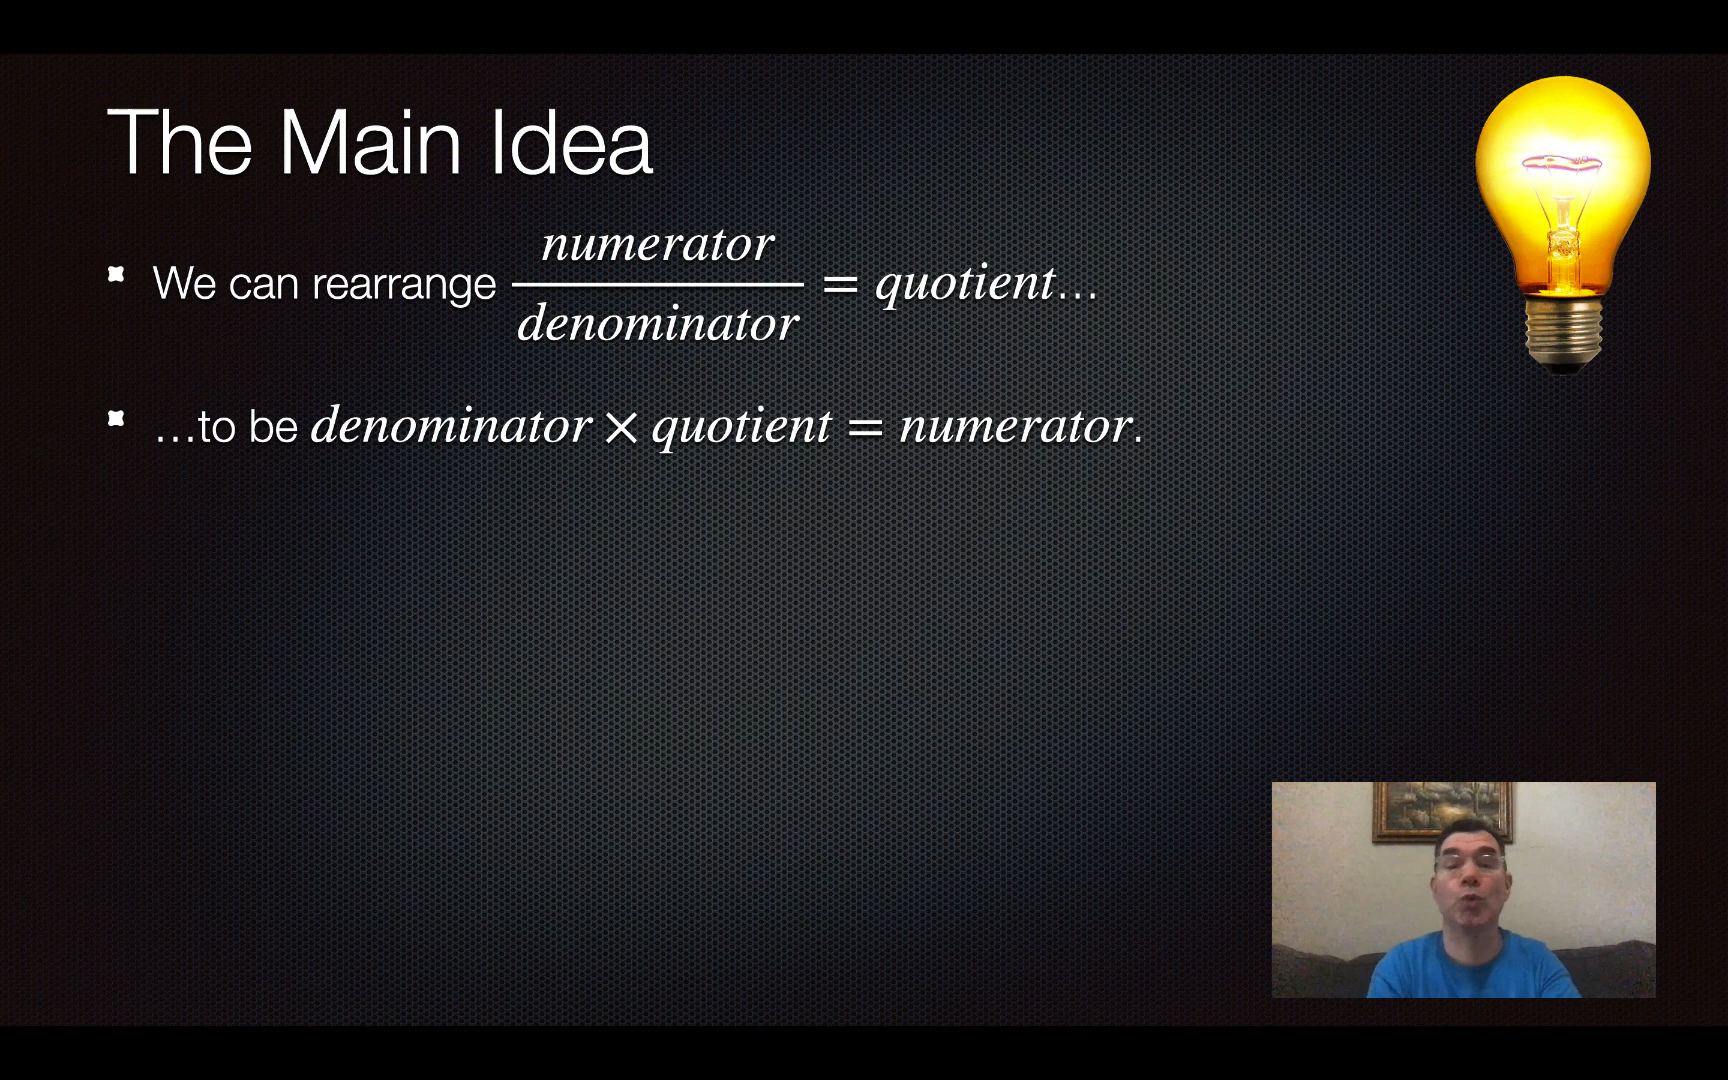 The Main Idea
We can rearrange numerator/denominator = quotient…
…to be denominator × quotient = numerator.